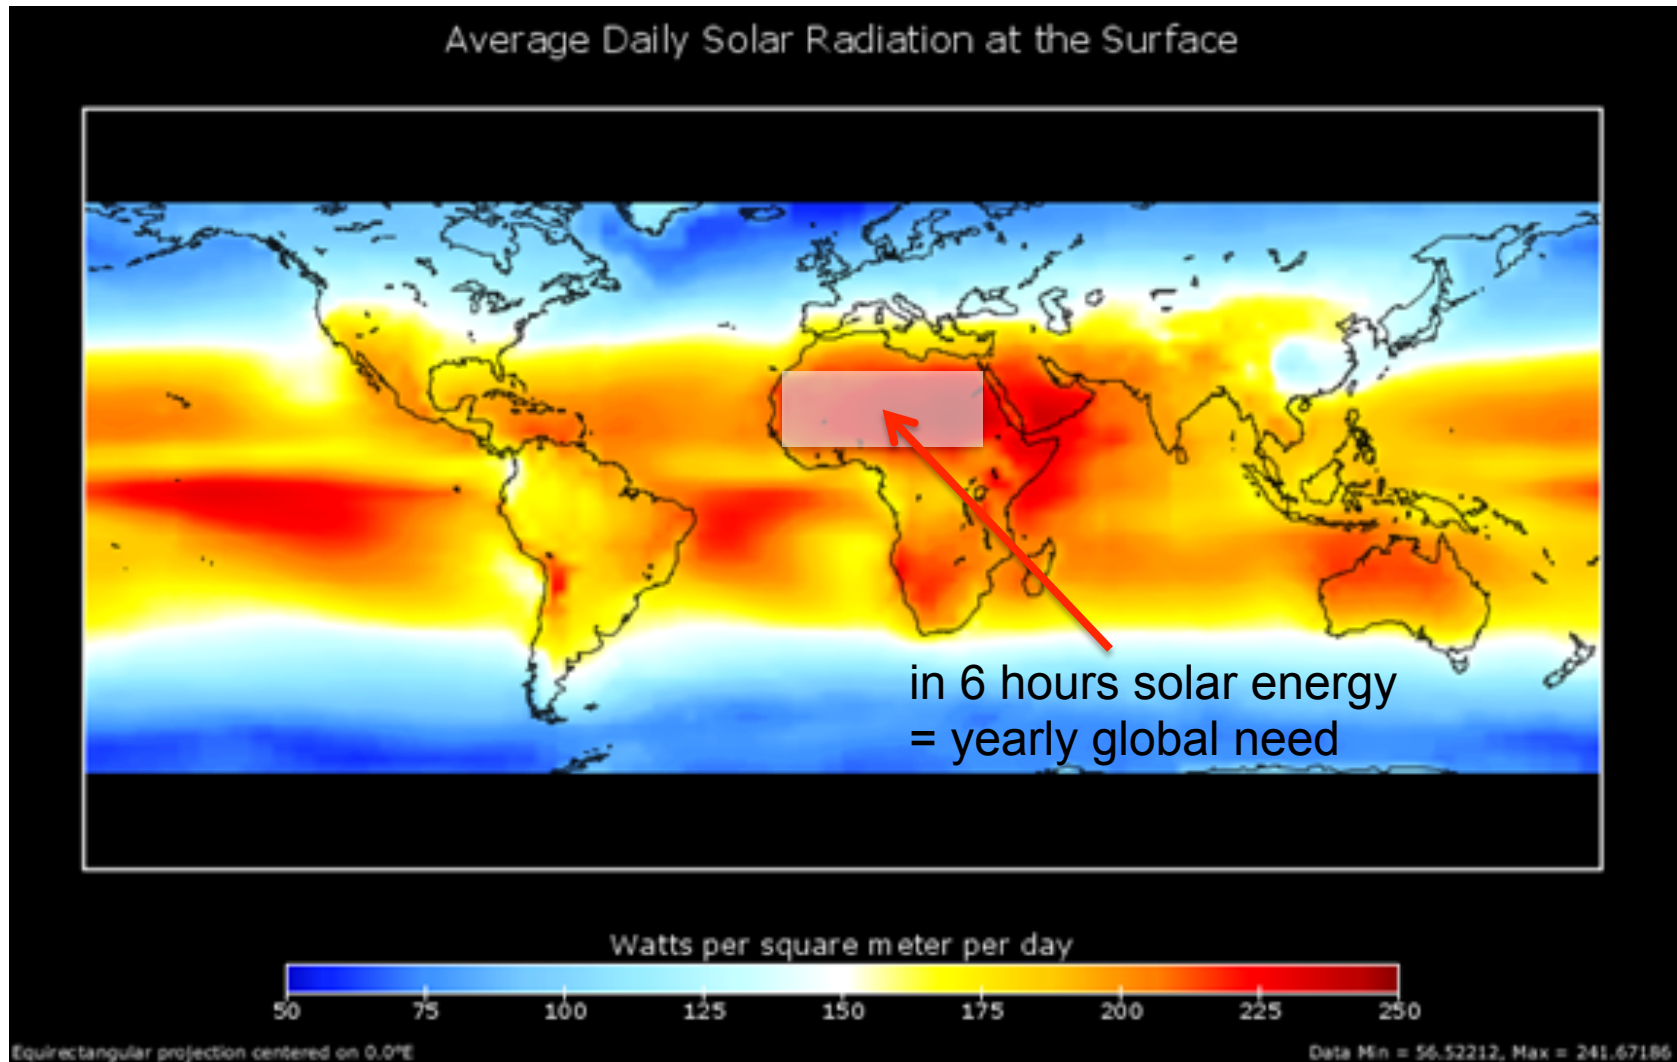 Average Daily Solar Radiation at the Surface
in 6 hours solar energy
= yearly global need
Watts per square meter per day
50 75 100 125 150 175 200 225 250
Equirectangular projection centered on 0.0°E
Data Min = 56.52212, Max = 241.67186